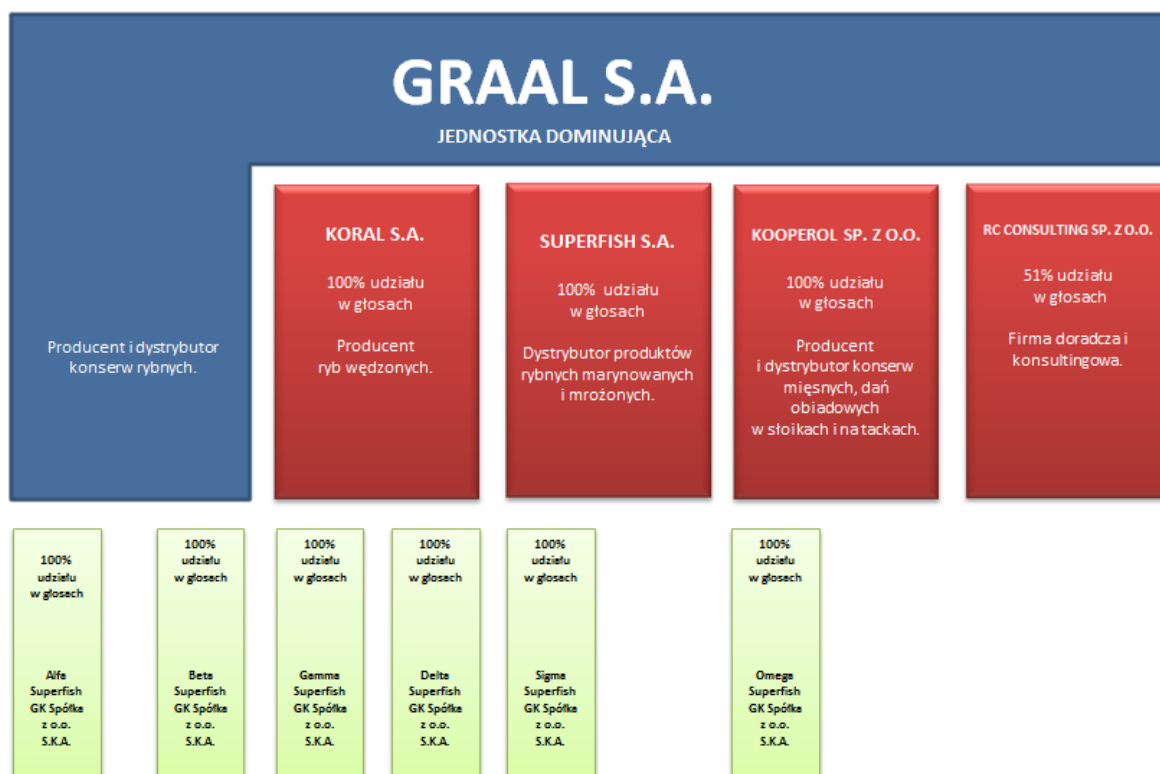 GRAAL S.A.
JEDNOSTKA DOMINUJĄCA
Producent i dystrybutor
konserw rybnych.
KORAL S.A.
100% udziału
w głosach
Producent
ryb wędzonych.
SUPERFISH S.A.
100% udziału
w głosach
Dystrybutor produktów
rybnych marynowanych
i mrożonych.
KOOPEROL SP. Z O.O.
100% udziału
w głosach
Producent
i dystrybutor konserw
mięsnych, dań
obiadowych
w słoikach i na tackach.
RC CONSULTING SP. Z O.O.
51% udziału
w głosach
Firma doradcza i
konsultingowa.
100%
udziału
w głosach
Alfa
Superfish
GK Spółka
z o.o.
S.K.A.
100%
udziału
w głosach
Beta
Superfish
GK Spółka
z o.o.
S.K.A.
100%
udziału
w głosach
Gamma
Superfish
GK Spółka
z o.o.
S.K.A.
100%
udziału
w głosach
Delta
Superfish
GK Spółka
z o.o.
S.K.A.
100%
udziału
w głosach
Sigma
Superfish
GK Spółka
z o.o.
S.K.A.
100%
udziału
w głosach
Omega
Superfish
GK Spółka
z o.o.
S.K.A.